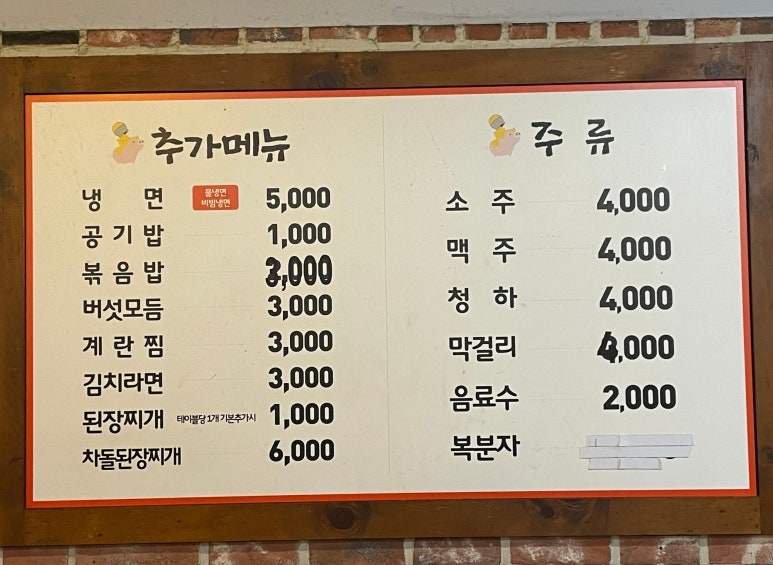 추가메뉴
냉 면 물냉면 비빔냉면 5,000
공 기 밥 1,000
볶 음 밥
버섯모듬 3,000
계 란 찜 3,000
김치라면 3,000
된장찌개 테이블당 1개 기본추가시 1,000
차돌된장찌개 6,000
주 류
소 주 4,000
맥 주 4,000
청 하 4,000
막걸리
음료수 2,000
복분자